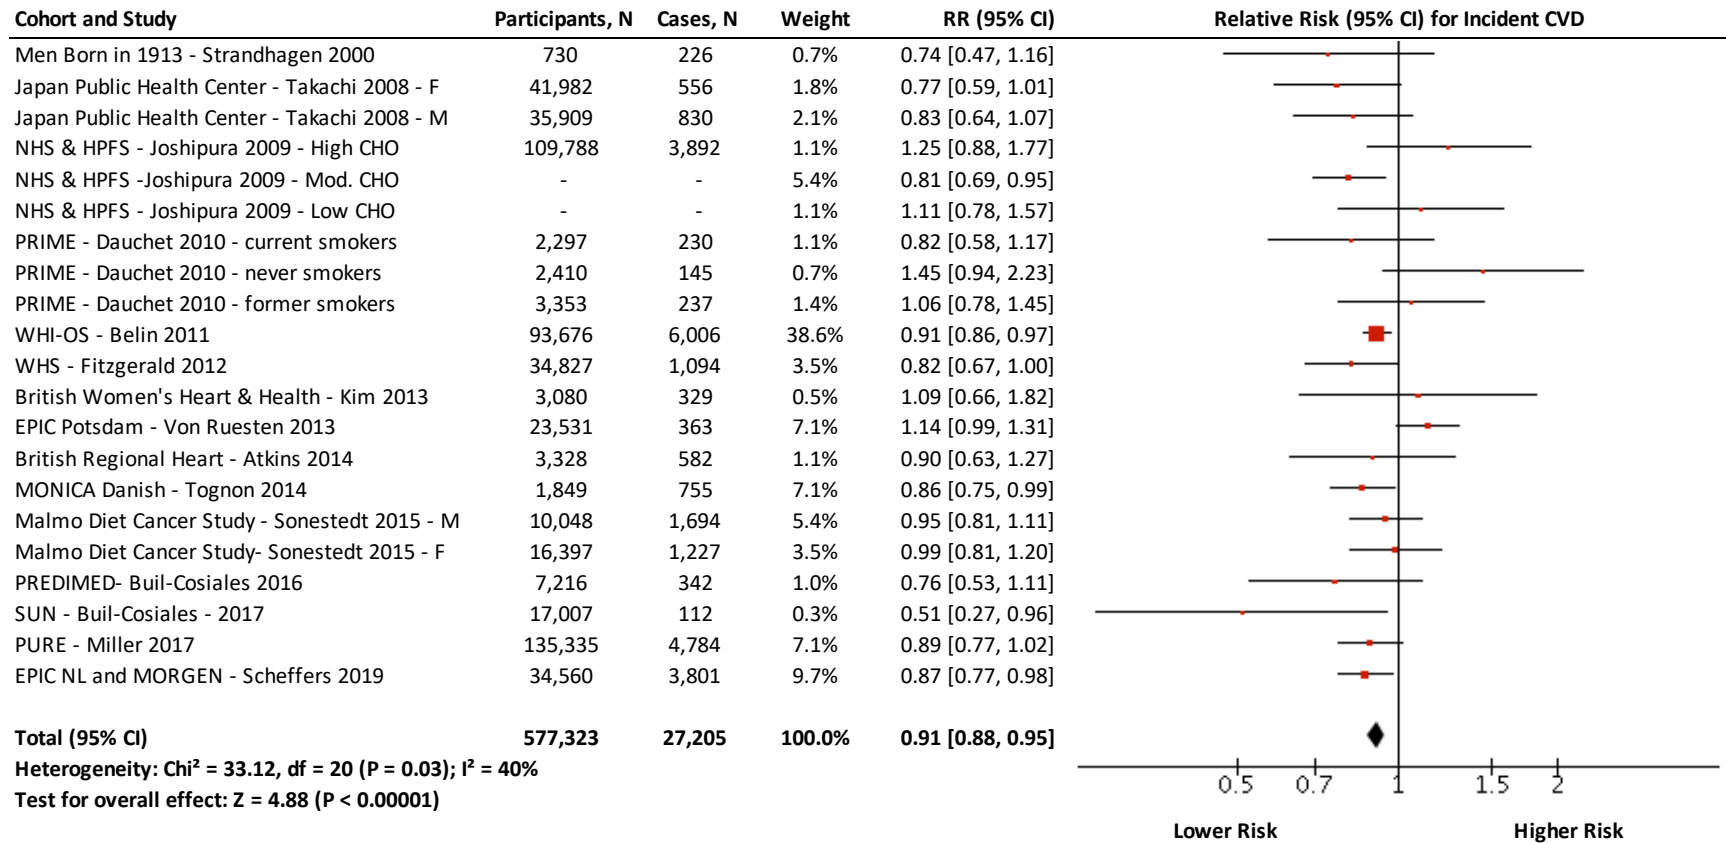 Cohort and Study Participants, N Cases, N Weight RR (95% CI) Relative Risk (95% CI) for Incident CVD
Men Born in 1913 - Strandhagen 2000 730 226 0.7% 0.74 [0.47, 1.16]
Japan Public Health Center - Takachi 2008 - F 41,982 556 1.8% 0.77 [0.59, 1.01]
Japan Public Health Center - Takachi 2008 - M 35,909 830 2.1% 0.83 [0.64, 1.07]
NHS & HPFS - Joshipura 2009 - High CHO 109,788 3,892 1.1% 1.25 [0.88, 1.77]
NHS & HPFS -Joshipura 2009 - Mod. CHO - - 5.4% 0.81 [0.69, 0.95]
NHS & HPFS - Joshipura 2009 - Low CHO - - 1.1% 1.11 [0.78, 1.57]
PRIME - Dauchet 2010 - current smokers 2,297 230 1.1% 0.82 [0.58, 1.17]
PRIME - Dauchet 2010 - never smokers 2,410 145 0.7% 1.45 [0.94, 2.23]
PRIME - Dauchet 2010 - former smokers 3,353 237 1.4% 1.06 [0.78, 1.45]
WHI-OS - Belin 2011 93,676 6,006 38.6% 0.91 [0.86, 0.97]
WHS - Fitzgerald 2012 34,827 1,094 3.5% 0.82 [0.67, 1.00]
British Women's Heart & Health - Kim 2013 3,080 329 0.5% 1.09 [0.66, 1.82]
EPIC Potsdam - Von Ruesten 2013 23,531 363 7.1% 1.14 [0.99, 1.31]
British Regional Heart - Atkins 2014 3,328 582 1.1% 0.90 [0.63, 1.27]
MONICA Danish - Tognon 2014 1,849 755 7.1% 0.86 [0.75, 0.99]
Malmo Diet Cancer Study - Sonestedt 2015 - M 10,048 1,694 5.4% 0.95 [0.81, 1.11]
Malmo Diet Cancer Study- Sonestedt 2015 - F 16,397 1,227 3.5% 0.99 [0.81, 1.20]
PREDIMED- Buil-Cosiales 2016 7,216 342 1.0% 0.76 [0.53, 1.11]
SUN - Buil-Cosiales - 2017 17,007 112 0.3% 0.51 [0.27, 0.96]
PURE - Miller 2017 135,335 4,784 7.1% 0.89 [0.77, 1.02]
EPIC NL and MORGEN - Scheffers 2019 34,560 3,801 9.7% 0.87 [0.77, 0.98]
Total (95% CI) 577,323 27,205 100.0% 0.91 [0.88, 0.95]
Heterogeneity: Chi² = 33.12, df = 20 (P = 0.03); I² = 40%
Test for overall effect: Z = 4.88 (P < 0.00001)
0.5 0.7 1 1.5 2
Lower Risk Higher Risk